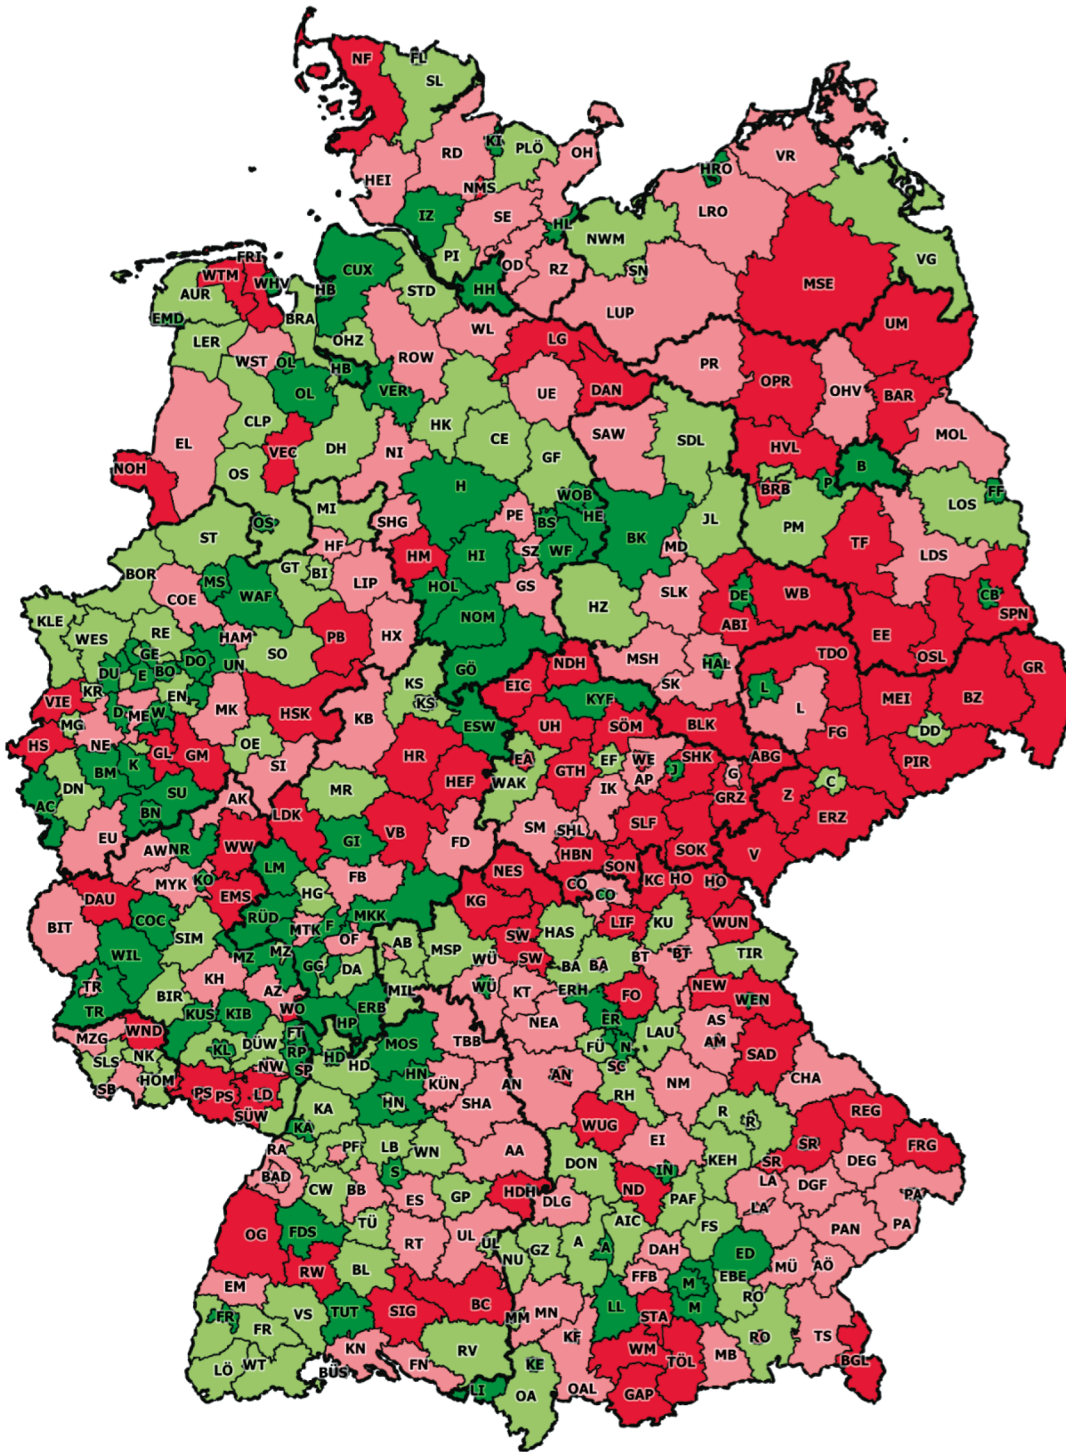 NF FL SL
KI PLÖ OH RD HEI NMS SE IZ HL PI OD RZ
HRO VR LRO NWM SN MSE VG LUP
FRI WTM WHV CUX HB STD HH AUR EMD BRA
LER WST OL OHZ HB ROW WL LG UM
OL VER UE DAN PR OPR OHV BAR
EL CLP HK CE SAW SDL HVL B MOL
NOH OS VEC DH NI GF BRB P FF LOS
ST OS MI H WOB PE BS HE BK JL PM TF LDS
BOR MS COE WAF GT BI HF SHG LIP HM HI SZ WF MD
KLE WES RE HAM HOL GS HZ SLK DE WB CB SPN
GE DO UN SO PB HX NOM ABI EE OSL
DU E BO EN GÖ MSH HAL TDO GR
VIE KR D ME W MK HSK KS KS EIC NDH SK L L MEI BZ
HS MG NE GL GM OE KB ESW KYF BLK FG DD
BM K DN SU SI HR UH SÖM ABG PIR
AC BN AK MR HEF EA EF WE J SHK C
EU LDK WAK GTH IK AP G GRZ Z ERZ
AW NR WW GI VB FD SM SHL SLF SOK V
MYK KO LM FB HBN SON
DAU EMS HG NES CO CO KC HO HO
BIT COC RÜD MTK F MKK KG LIF KU WUN
WIL SIM MZ MZ OF AB MSP SW SW HAS BT BT TIR
TR KH GG DA WÜ WÜ BA BA
TR BIR AZ MIL KT ERH FO NEW WEN
KUS KIB WO HP ERB ER AS
MZG WND DÜW FT MOS TBB NEA FÜ N LAU AM SAD
SLS NK KL RP HD HD SC
SB HOM NW SP HN KÜN AN AN RH NM CHA
PS PS LD SÜW KA HN SHA WUG R R REG
KA EI FRG
RA PF LB WN AA DON KEH SR SR DEG
BAD S IN LA DGF PA
CW BB ES GP HDH DLG ND PAF LA PA
OG FDS TÜ RT UL UL AIC FS PAN
RW BL NU GZ A A DAH ED MÜ AÖ
EM FFB M EBE RO
FR VS TUT SIG BC MM MN LL M STA
FR KN RV KF WM TÖL RO TS
LÖ WT BÜS FN KE MB BGL
LI OA OAL GAP